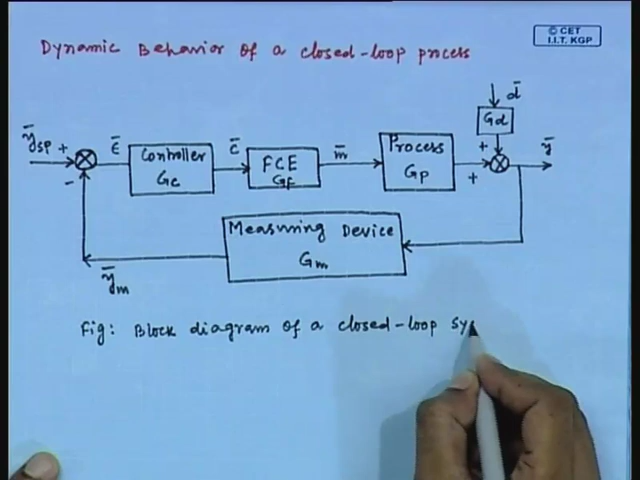 © CET
I.I.T. KGP
Dynamic Behavior of a closed-loop process
d̄
Gd
ȳsp + ε̄ Controller c̄ FCE m̄ Process + ȳ
Gc GF Gp +
-
Measuring Device
Gm
ȳm
Fig: Block diagram of a closed-loop sys